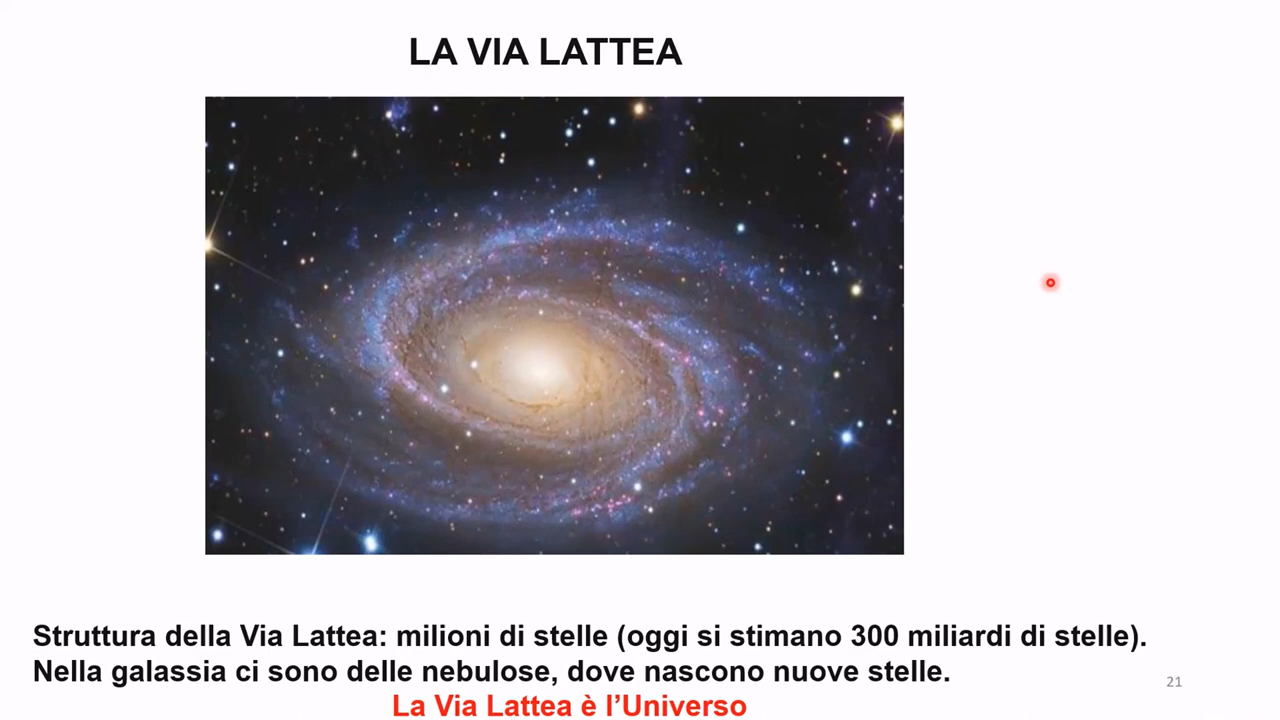 LA VIA LATTEA
Struttura della Via Lattea: milioni di stelle (oggi si stimano 300 miliardi di stelle).
Nella galassia ci sono delle nebulose, dove nascono nuove stelle.
21
La Via Lattea è l’Universo